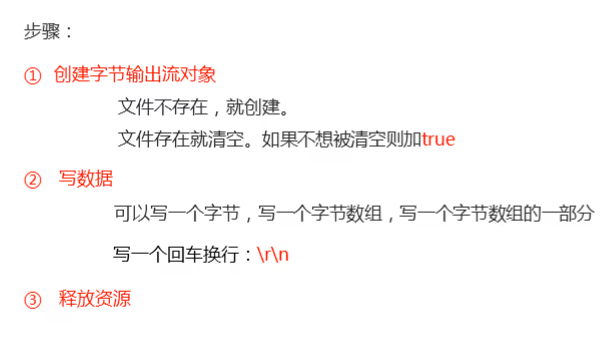 步骤：
① 创建字节输出流对象
文件不存在，就创建。
文件存在就清空。如果不想被清空则加true
② 写数据
可以写一个字节，写一个字节数组，写一个字节数组的一部分
写一个回车换行：\r\n
③ 释放资源